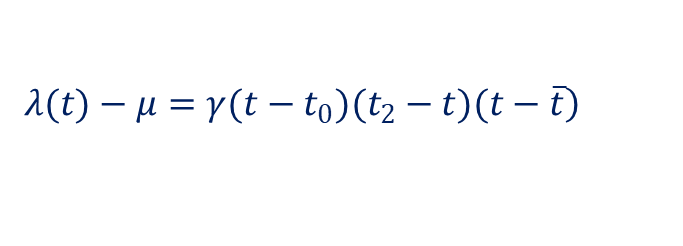 λ(t) − μ = γ(t − t₀)(t₂ − t)(t − t̅)